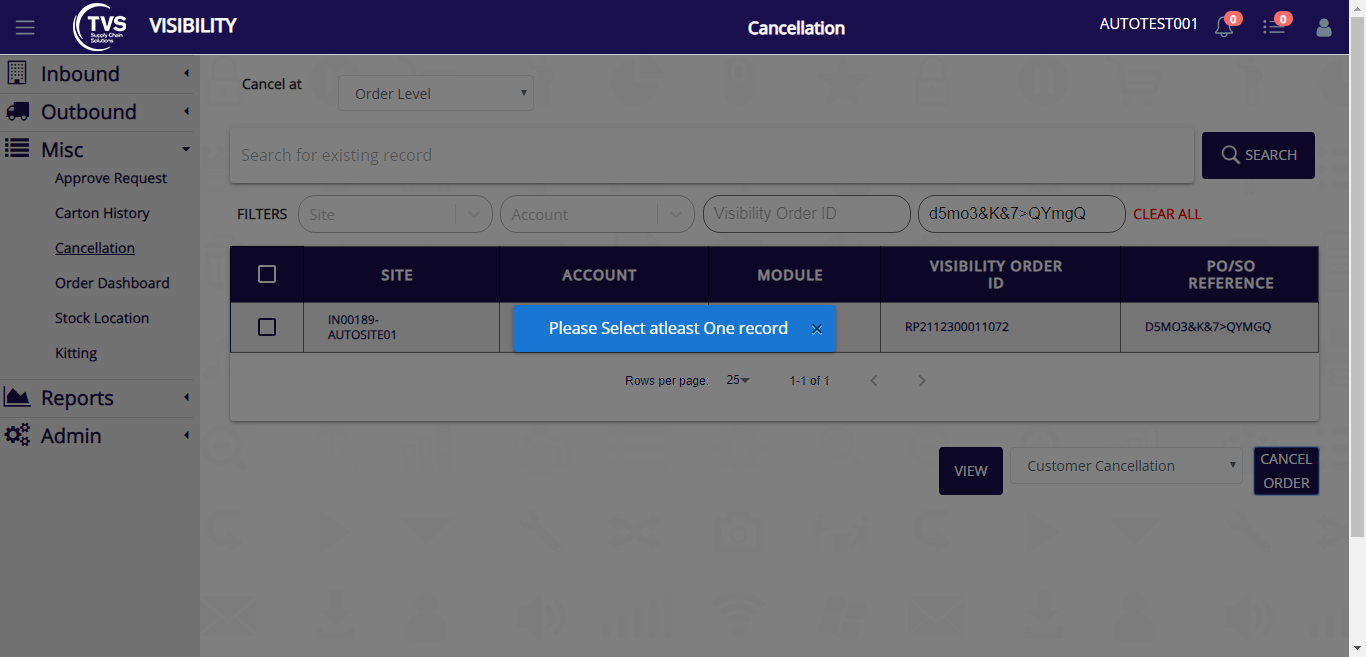 TVS
Supply Chain
Solutions
VISIBILITY
Cancellation
AUTOTEST001
0
0
Inbound
Outbound
Misc
Approve Request
Carton History
Cancellation
Order Dashboard
Stock Location
Kitting
Reports
Admin
Cancel at
Order Level
Search for existing record
SEARCH
FILTERS
Site
Account
Visibility Order ID
d5mo3&K&7>QYmgQ
CLEAR ALL
SITE
ACCOUNT
MODULE
VISIBILITY ORDER
ID
PO/SO
REFERENCE
IN00189-
AUTOSITE01
Please Select atleast One record ×
RP2112300011072
D5MO3&K&7>QYMGQ
Rows per page: 25
1-1 of 1
VIEW
Customer Cancellation
CANCEL
ORDER